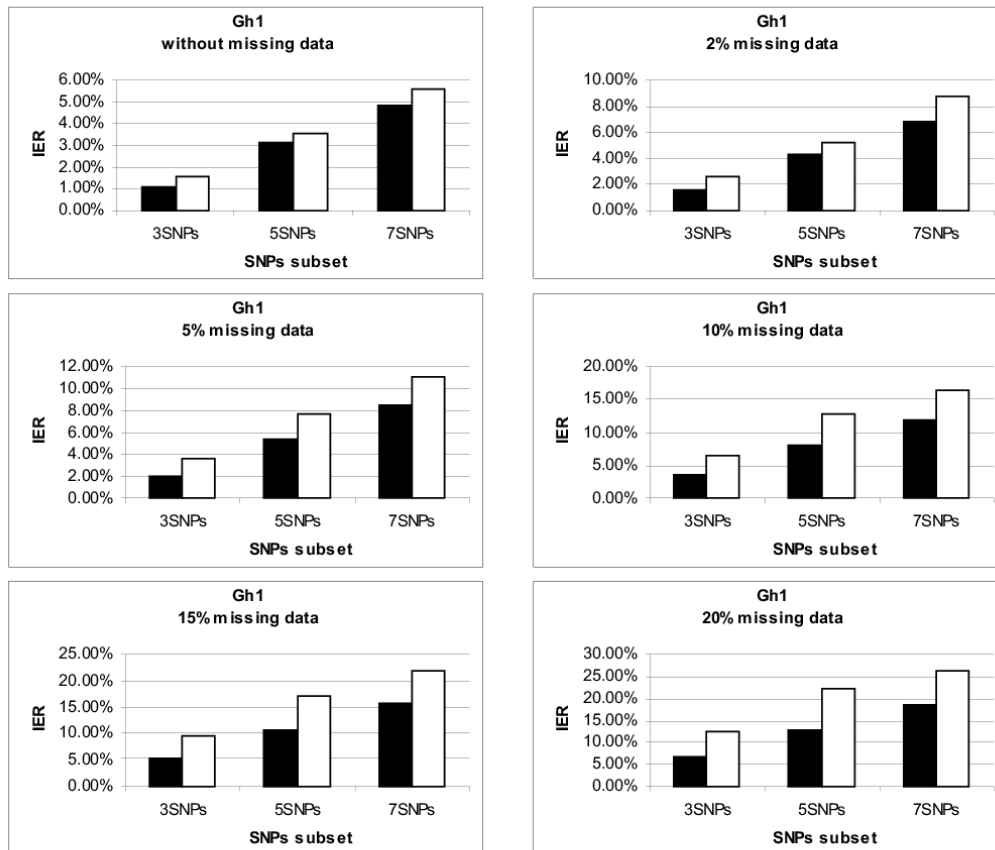 Gh1
without missing data
6.00%
5.00%
4.00%
3.00%
2.00%
1.00%
0.00%
IER
3SNPs 5SNPs 7SNPs
SNPs subset
Gh1
2% missing data
10.00%
8.00%
6.00%
4.00%
2.00%
0.00%
IER
3SNPs 5SNPs 7SNPs
SNPs subset
Gh1
5% missing data
12.00%
10.00%
8.00%
6.00%
4.00%
2.00%
0.00%
IER
3SNPs 5SNPs 7SNPs
SNPs subset
Gh1
10% missing data
20.00%
15.00%
10.00%
5.00%
0.00%
IER
3SNPs 5SNPs 7SNPs
SNPs subset
Gh1
15% missing data
25.00%
20.00%
15.00%
10.00%
5.00%
0.00%
IER
3SNPs 5SNPs 7SNPs
SNPs subset
Gh1
20% missing data
30.00%
25.00%
20.00%
15.00%
10.00%
5.00%
0.00%
IER
3SNPs 5SNPs 7SNPs
SNPs subset